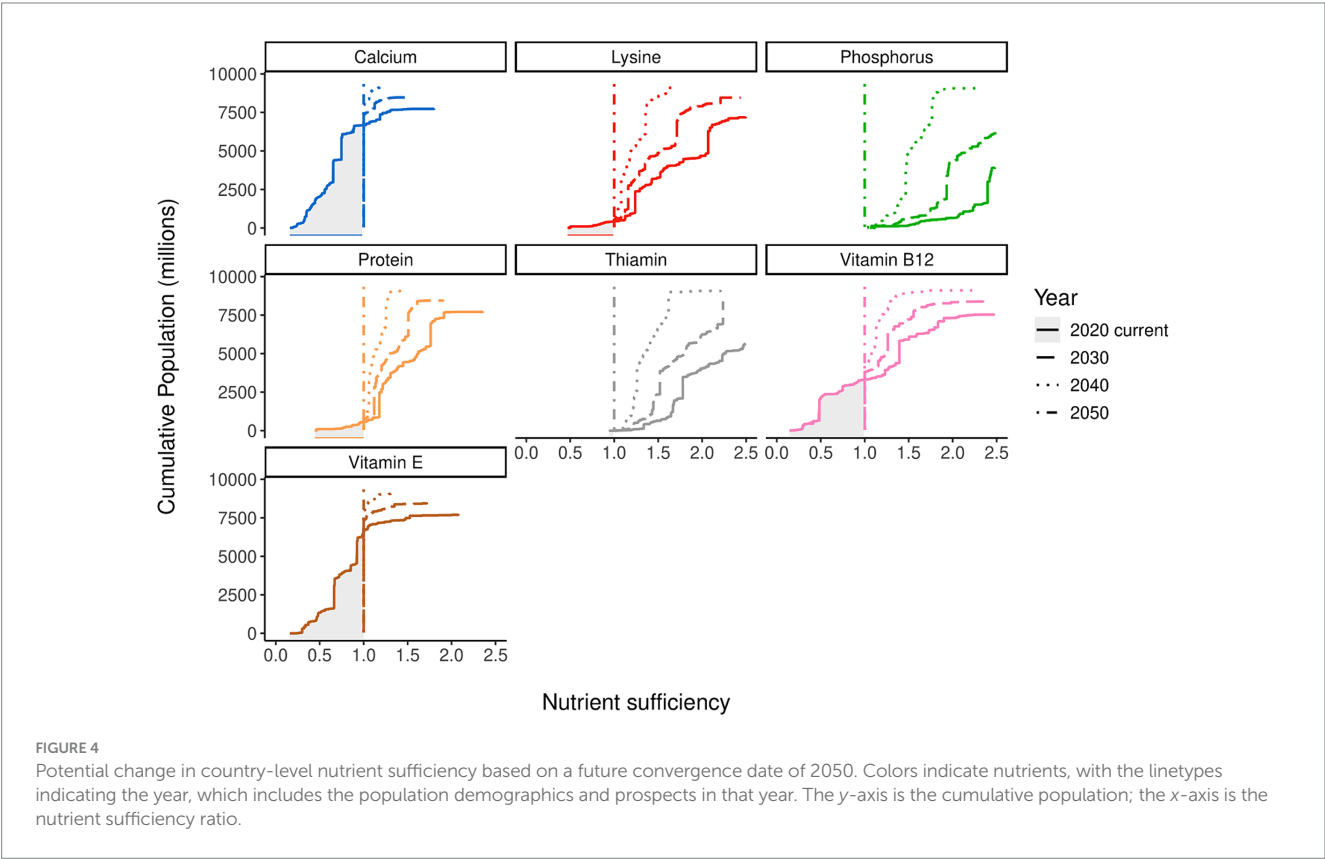 Calcium
Lysine
Phosphorus
10000
7500
5000
2500
0
Protein
Thiamin
Vitamin B12
10000
7500
5000
2500
0
0.0 0.5 1.0 1.5 2.0 2.5
0.0 0.5 1.0 1.5 2.0 2.5
Vitamin E
10000
7500
5000
2500
0
0.0 0.5 1.0 1.5 2.0 2.5
Cumulative Population (millions)
Nutrient sufficiency
Year
2020 current
2030
2040
2050
FIGURE 4
Potential change in country-level nutrient sufficiency based on a future convergence date of 2050. Colors indicate nutrients, with the linetypes
indicating the year, which includes the population demographics and prospects in that year. The y-axis is the cumulative population; the x-axis is the
nutrient sufficiency ratio.